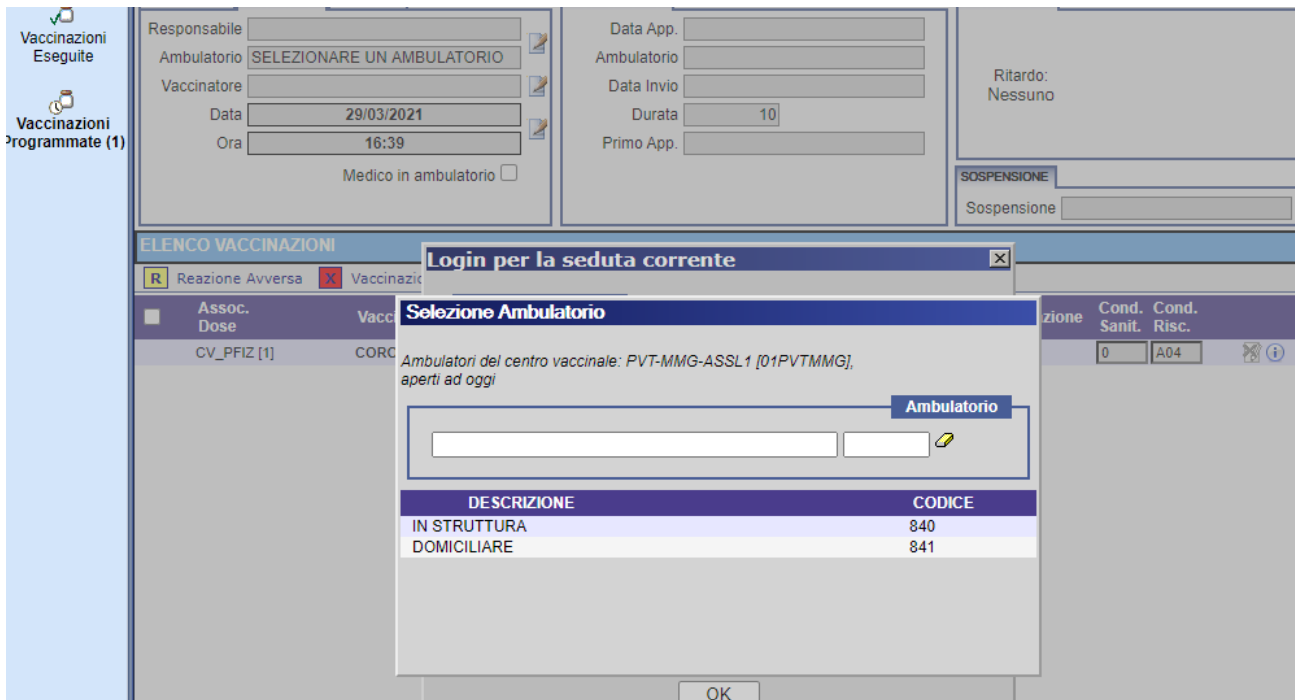 Vaccinazioni
Eseguite
Vaccinazioni
Programmate (1)
Responsabile
Ambulatorio SELEZIONARE UN AMBULATORIO
Vaccinatore
Data 29/03/2021
Ora 16:39
Medico in ambulatorio
Data App.
Ambulatorio
Data Invio
Durata 10
Primo App.
Ritardo:
Nessuno
SOSPENSIONE
Sospensione
ELENCO VACCINAZIONI
R Reazione Avversa X Vaccinazio
Assoc.
Dose
Vacci
zione
Cond.
Sanit.
Cond.
Risc.
CV_PFIZ [1] CORO 0 A04
Login per la seduta corrente
Selezione Ambulatorio
Ambulatori del centro vaccinale: PVT-MMG-ASSL1 [01PVTMMG],
aperti ad oggi
Ambulatorio
DESCRIZIONE CODICE
IN STRUTTURA 840
DOMICILIARE 841
OK